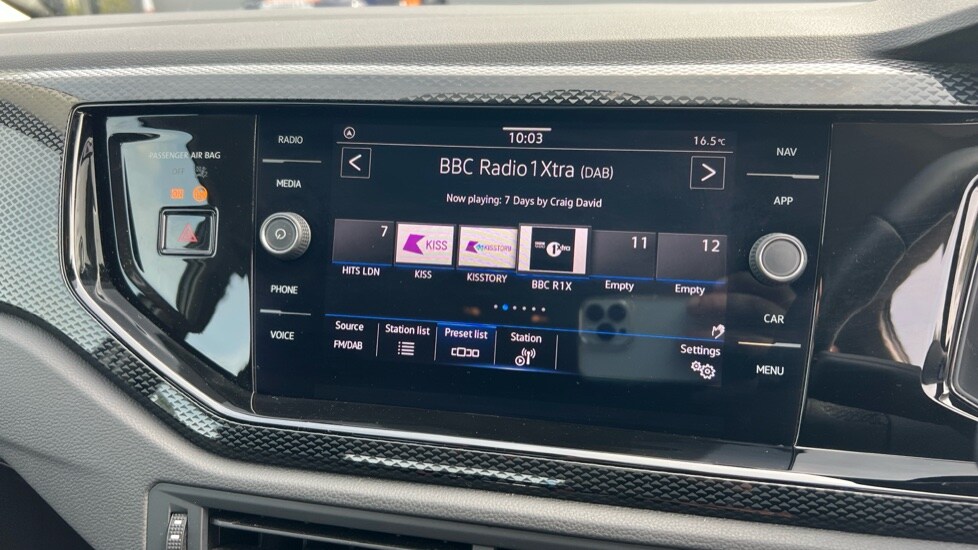 PASSENGER AIR BAG
OFF
RADIO
MEDIA
PHONE
VOICE
10:03
16.5°C
BBC Radio 1Xtra (DAB)
Now playing: 7 Days by Craig David
7
KISS
KISSTORY
1xtra
11
12
HITS LDN
KISS
KISSTORY
BBC R1X
Empty
Empty
Source
FM/DAB
Station list
Preset list
Station
Settings
NAV
APP
CAR
MENU